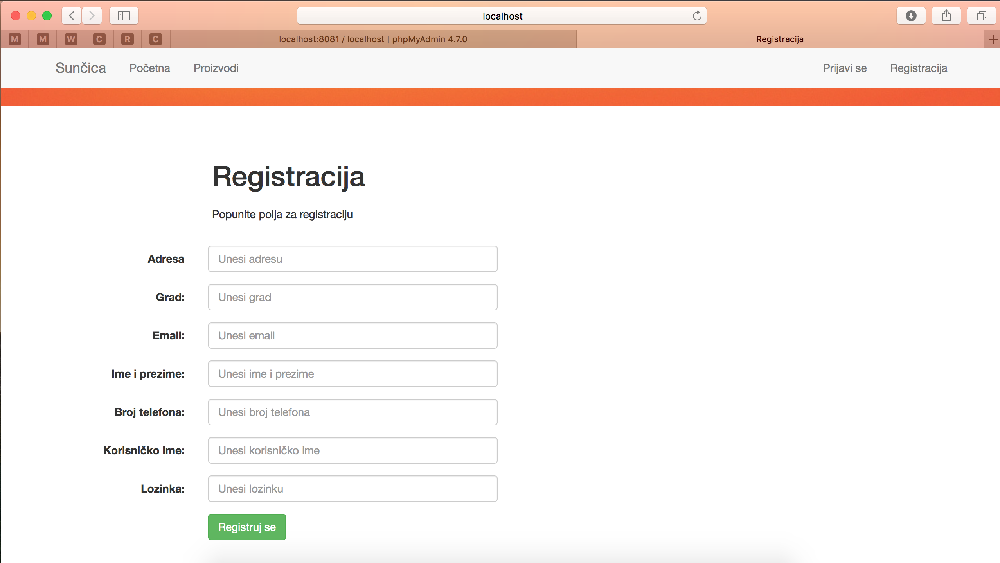 localhost
M M W C R C localhost:8081 / localhost | phpMyAdmin 4.7.0 Registracija
Sunčica Početna Proizvodi Prijavi se Registracija
Registracija
Popunite polja za registraciju
Adresa Unesi adresu
Grad: Unesi grad
Email: Unesi email
Ime i prezime: Unesi ime i prezime
Broj telefona: Unesi broj telefona
Korisničko ime: Unesi korisničko ime
Lozinka: Unesi lozinku
Registruj se